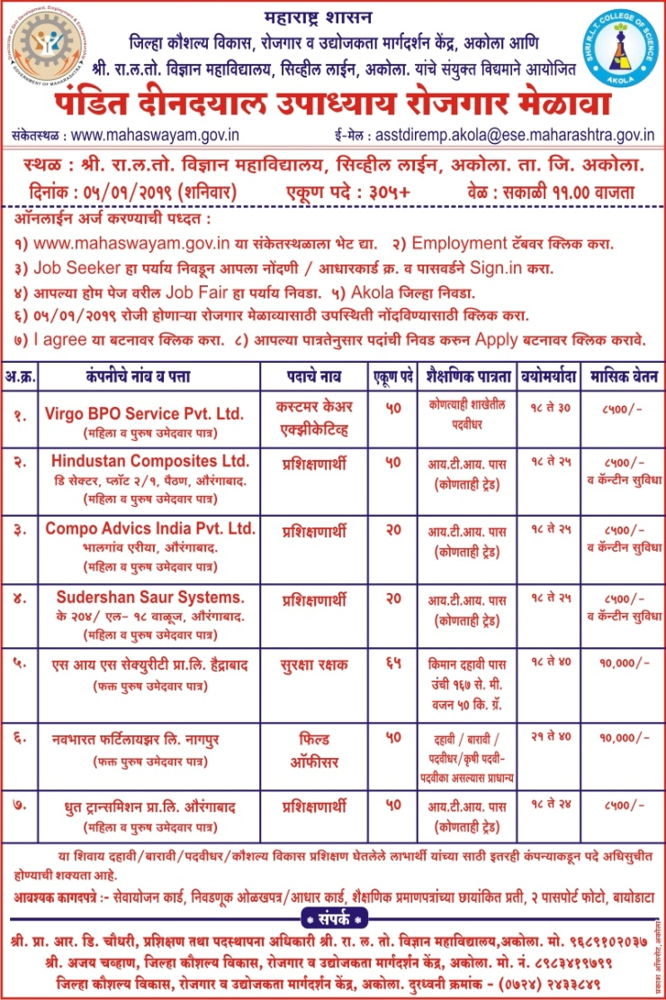 महाराष्ट्र शासन
जिल्हा कौशल्य विकास, रोजगार व उद्योजकता मार्गदर्शन केंद्र, अकोला आणि
श्री. रा.ल.तो. विज्ञान महाविद्यालय, सिव्हील लाईन, अकोला. यांचे संयुक्त विद्यमाने आयोजित
पंडित दीनदयाल उपाध्याय रोजगार मेळावा
संकेतस्थळ : www.mahaswayam.gov.in ई-मेल : asstdiremp.akola@ese.maharashtra.gov.in
SHRI R.L.T. COLLEGE OF SCIENCE
AKOLA
GOVERNMENT OF MAHARASHTRA
स्थळ : श्री. रा.ल.तो. विज्ञान महाविद्यालय, सिव्हील लाईन, अकोला. ता. जि. अकोला.
दिनांक : ०५/०१/२०१९ (शनिवार) एकूण पदे : ३०५+ वेळ : सकाळी ११.०० वाजता
ऑनलाईन अर्ज करण्याची पध्दत :
१) www.mahaswayam.gov.in या संकेतस्थळाला भेट द्या. २) Employment टॅबवर क्लिक करा.
३) Job Seeker हा पर्याय निवडून आपला नोंदणी / आधारकार्ड क्र. व पासवर्डने Sign.in करा.
४) आपल्या होम पेज वरील Job Fair हा पर्याय निवडा. ५) Akola जिल्हा निवडा.
६) ०५/०१/२०१९ रोजी होणाऱ्या रोजगार मेळाव्यासाठी उपस्थिती नोंदविण्यासाठी क्लिक करा.
७) I agree या बटनावर क्लिक करा. ८) आपल्या पात्रतेनुसार पदांची निवड करुन Apply बटनावर क्लिक करावे.
अ.क्र. कंपनीचे नांव व पत्ता पदाचे नाव एकूण पदे शैक्षणिक पात्रता वयोमर्यादा मासिक वेतन
१. Virgo BPO Service Pvt. Ltd. कस्टमर केअर ५० कोणत्याही शाखेतील १८ ते ३० ८५००/-
(महिला व पुरुष उमेदवार पात्र) एक्झीकेटिव्ह पदवीधर
२. Hindustan Composites Ltd. प्रशिक्षणार्थी ५० आय.टी.आय. पास १८ ते २५ ८५००/-
डि सेक्टर, प्लॉट २/१, पैठण, औरंगाबाद. (कोणताही ट्रेड) व कॅन्टीन सुविधा
(महिला व पुरुष उमेदवार पात्र)
३. Compo Advics India Pvt. Ltd. प्रशिक्षणार्थी २० आय.टी.आय. पास १८ ते २५ ८५००/-
भालगांव एरीया, औरंगाबाद. (कोणताही ट्रेड) व कॅन्टीन सुविधा
(महिला व पुरुष उमेदवार पात्र)
४. Sudershan Saur Systems. प्रशिक्षणार्थी २० आय.टी.आय. पास १८ ते २५ ८५००/-
के २०४/ एल- १८ वाळूज, औरंगाबाद. (कोणताही ट्रेड) व कॅन्टीन सुविधा
(महिला व पुरुष उमेदवार पात्र)
५. एस आय एस सेक्युरीटी प्रा.लि. हैद्राबाद सुरक्षा रक्षक ६५ किमान दहावी पास १८ ते ४० १०,०००/-
(फक्त पुरुष उमेदवार पात्र) उंची १६७ से. मी.
वजन ५० कि. ग्रॅ.
६. नवभारत फर्टिलायझर लि. नागपुर फिल्ड ५० दहावी / बारावी / २१ ते ४० १०,०००/-
(फक्त पुरुष उमेदवार पात्र) ऑफीसर पदवीधर/कृषी पदवी-
पदवीका असल्यास प्राधान्य
७. धुत ट्रान्समिशन प्रा.लि. औरंगाबाद प्रशिक्षणार्थी ५० आय.टी.आय. पास १८ ते २४ ८५००/-
(महिला व पुरुष उमेदवार पात्र) (कोणताही ट्रेड)
या शिवाय दहावी/बारावी/पदवीधर/कौशल्य विकास प्रशिक्षण घेतलेले लाभार्थी यांच्या साठी इतरही कंपन्याकडून पदे अधिसुचीत
होण्याची शक्यता आहे.
आवश्यक कागदपत्रे :- सेवायोजन कार्ड, निवडणूक ओळखपत्र/आधार कार्ड, शैक्षणिक प्रमाणपत्रांच्या छायांकित प्रती, २ पासपोर्ट फोटो, बायोडाटा
* संपर्क *
श्री. प्रा. आर. डि. चौधरी, प्रशिक्षण तथा पदस्थापना अधिकारी श्री. रा. ल. तो. विज्ञान महाविद्यालय,अकोला. मो. ९६८९१०२०३७
श्री. अजय चव्हाण, जिल्हा कौशल्य विकास, रोजगार व उद्योजकता मार्गदर्शन केंद्र, अकोला. मो. नं. ८९८३४१९७९९
जिल्हा कौशल्य विकास, रोजगार व उद्योजकता मार्गदर्शन केंद्र, अकोला. दुरध्वनी क्रमांक - (०७२४) २४३३८४९
प्रकाश ऑफसेट,अकोला